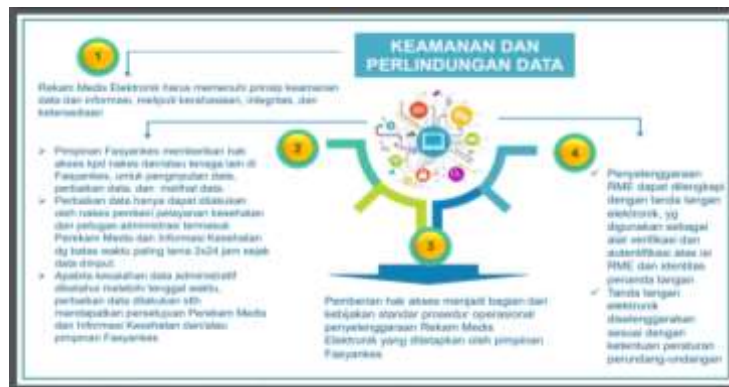 KEAMANAN DAN
PERLINDUNGAN DATA
1
Rekam Medis Elektronik harus memenuhi prinsip keamanan
data dan informasi, meliputi kerahasiaan, integritas, dan
ketersediaan
2
➢ Pimpinan Fasyankes memberikan hak
akses kpd nakes dan/atau tenaga lain di
Fasyankes, untuk penginputan data,
perbaikan data, dan melihat data.
➢ Perbaikan data hanya dapat dilakukan
oleh nakes pemberi pelayanan kesehatan
dan petugas administrasi termasuk
Perekam Medis dan Informasi Kesehatan
dg batas waktu paling lama 2x24 jam sejak
data diinput.
➢ Apabila kesalahan data administratif
diketahui melebihi tenggat waktu,
perbaikan data dilakukan stlh
mendapatkan persetujuan Perekam Medis
dan Informasi Kesehatan dan/atau
pimpinan Fasyankes
3
Pemberian hak akses menjadi bagian dari
kebijakan standar prosedur operasional
penyelenggaraan Rekam Medis
Elektronik yang ditetapkan oleh pimpinan
Fasyankes
4
✓ Penyelenggaraan
RME dapat dilengkapi
dengan tanda tangan
elektronik, yg
digunakan sebagai
alat verifikasi dan
autentifikasi atas isi
RME dan identitas
penanda tangan.
✓ Tanda tangan
elektronik
diselenggarakan
sesuai dengan
ketentuan peraturan
perundang-undangan